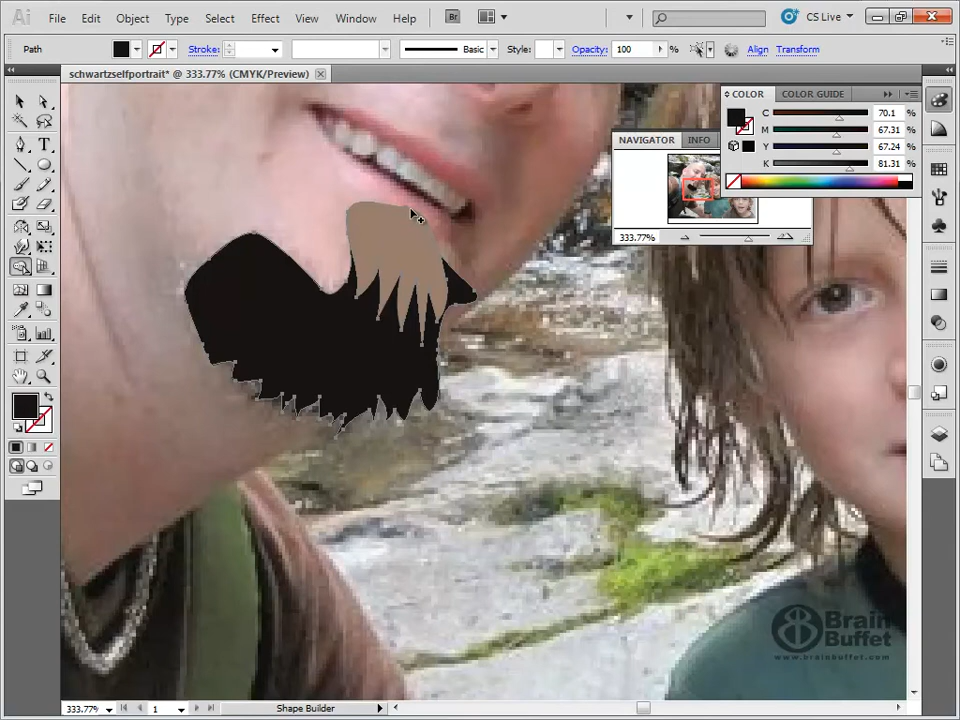 Ai File Edit Object Type Select Effect View Window Help Br CS Live
Path Stroke: Basic Style: Opacity: 100 % Align Transform
schwartzselfportrait* @ 333.77% (CMYK/Preview)
COLOR COLOR GUIDE
C 70.1 %
M 67.31 %
Y 67.24 %
K 81.31 %
NAVIGATOR INFO
333.77%
T
Brain
Buffet
www.brainbuffet.com
333.77% 1 Shape Builder